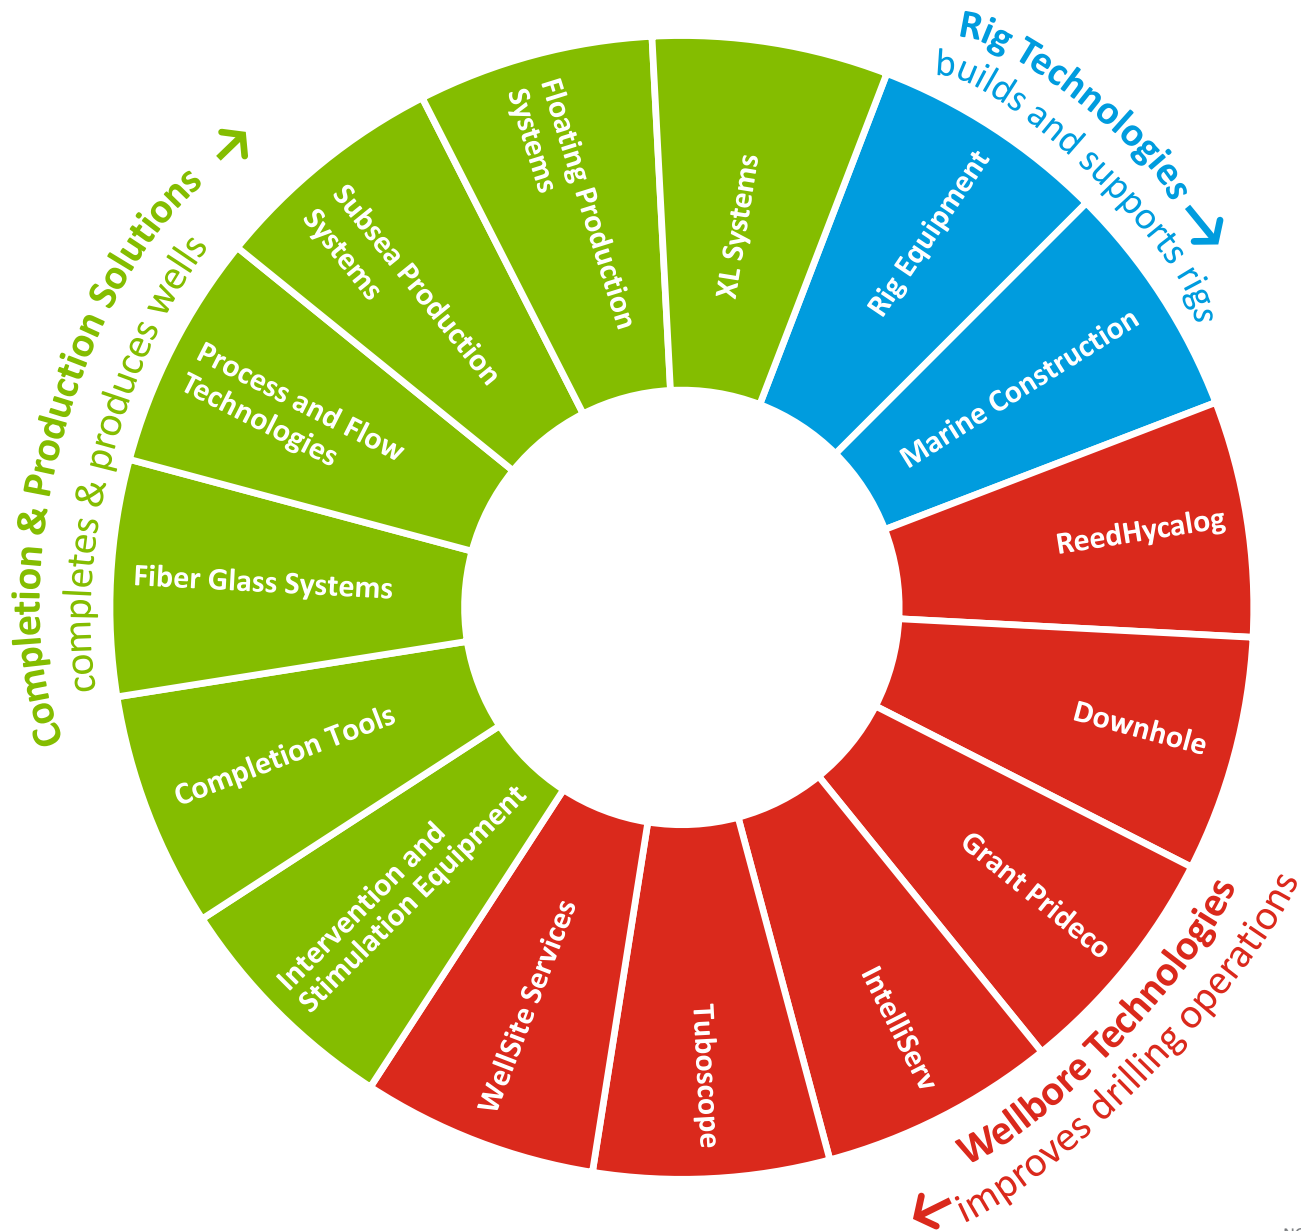 Rig Technologies
builds and supports rigs
Rig Equipment
Marine Construction
Wellbore Technologies
improves drilling operations
ReedHycalog
Downhole
Grant Prideco
IntelliServ
Tuboscope
WellSite Services
Completion & Production Solutions
completes & produces wells
Intervention and
Stimulation Equipment
Completion Tools
Fiber Glass Systems
Process and Flow
Technologies
Subsea Production
Systems
Floating Production
Systems
XL Systems